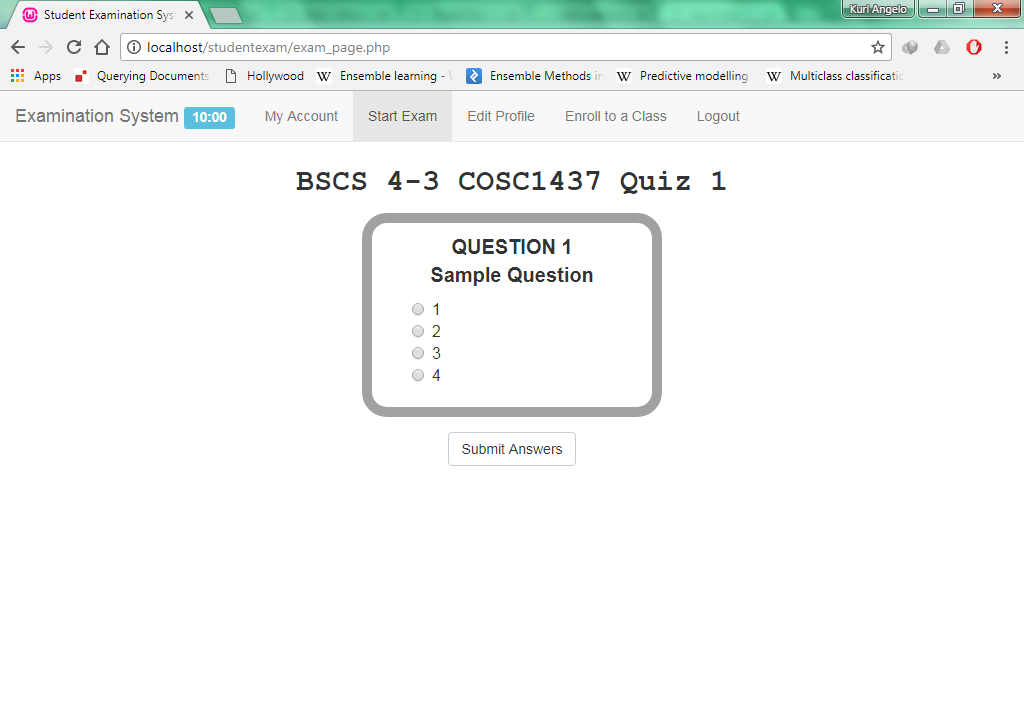 Student Examination Sys
Kuri Angelo
localhost/studentexam/exam_page.php
Apps Querying Documents Hollywood Ensemble learning - Ensemble Methods in Predictive modelling Multiclass classificatio »
Examination System 10:00 My Account Start Exam Edit Profile Enroll to a Class Logout
BSCS 4-3 COSC1437 Quiz 1
QUESTION 1
Sample Question
1
2
3
4
Submit Answers